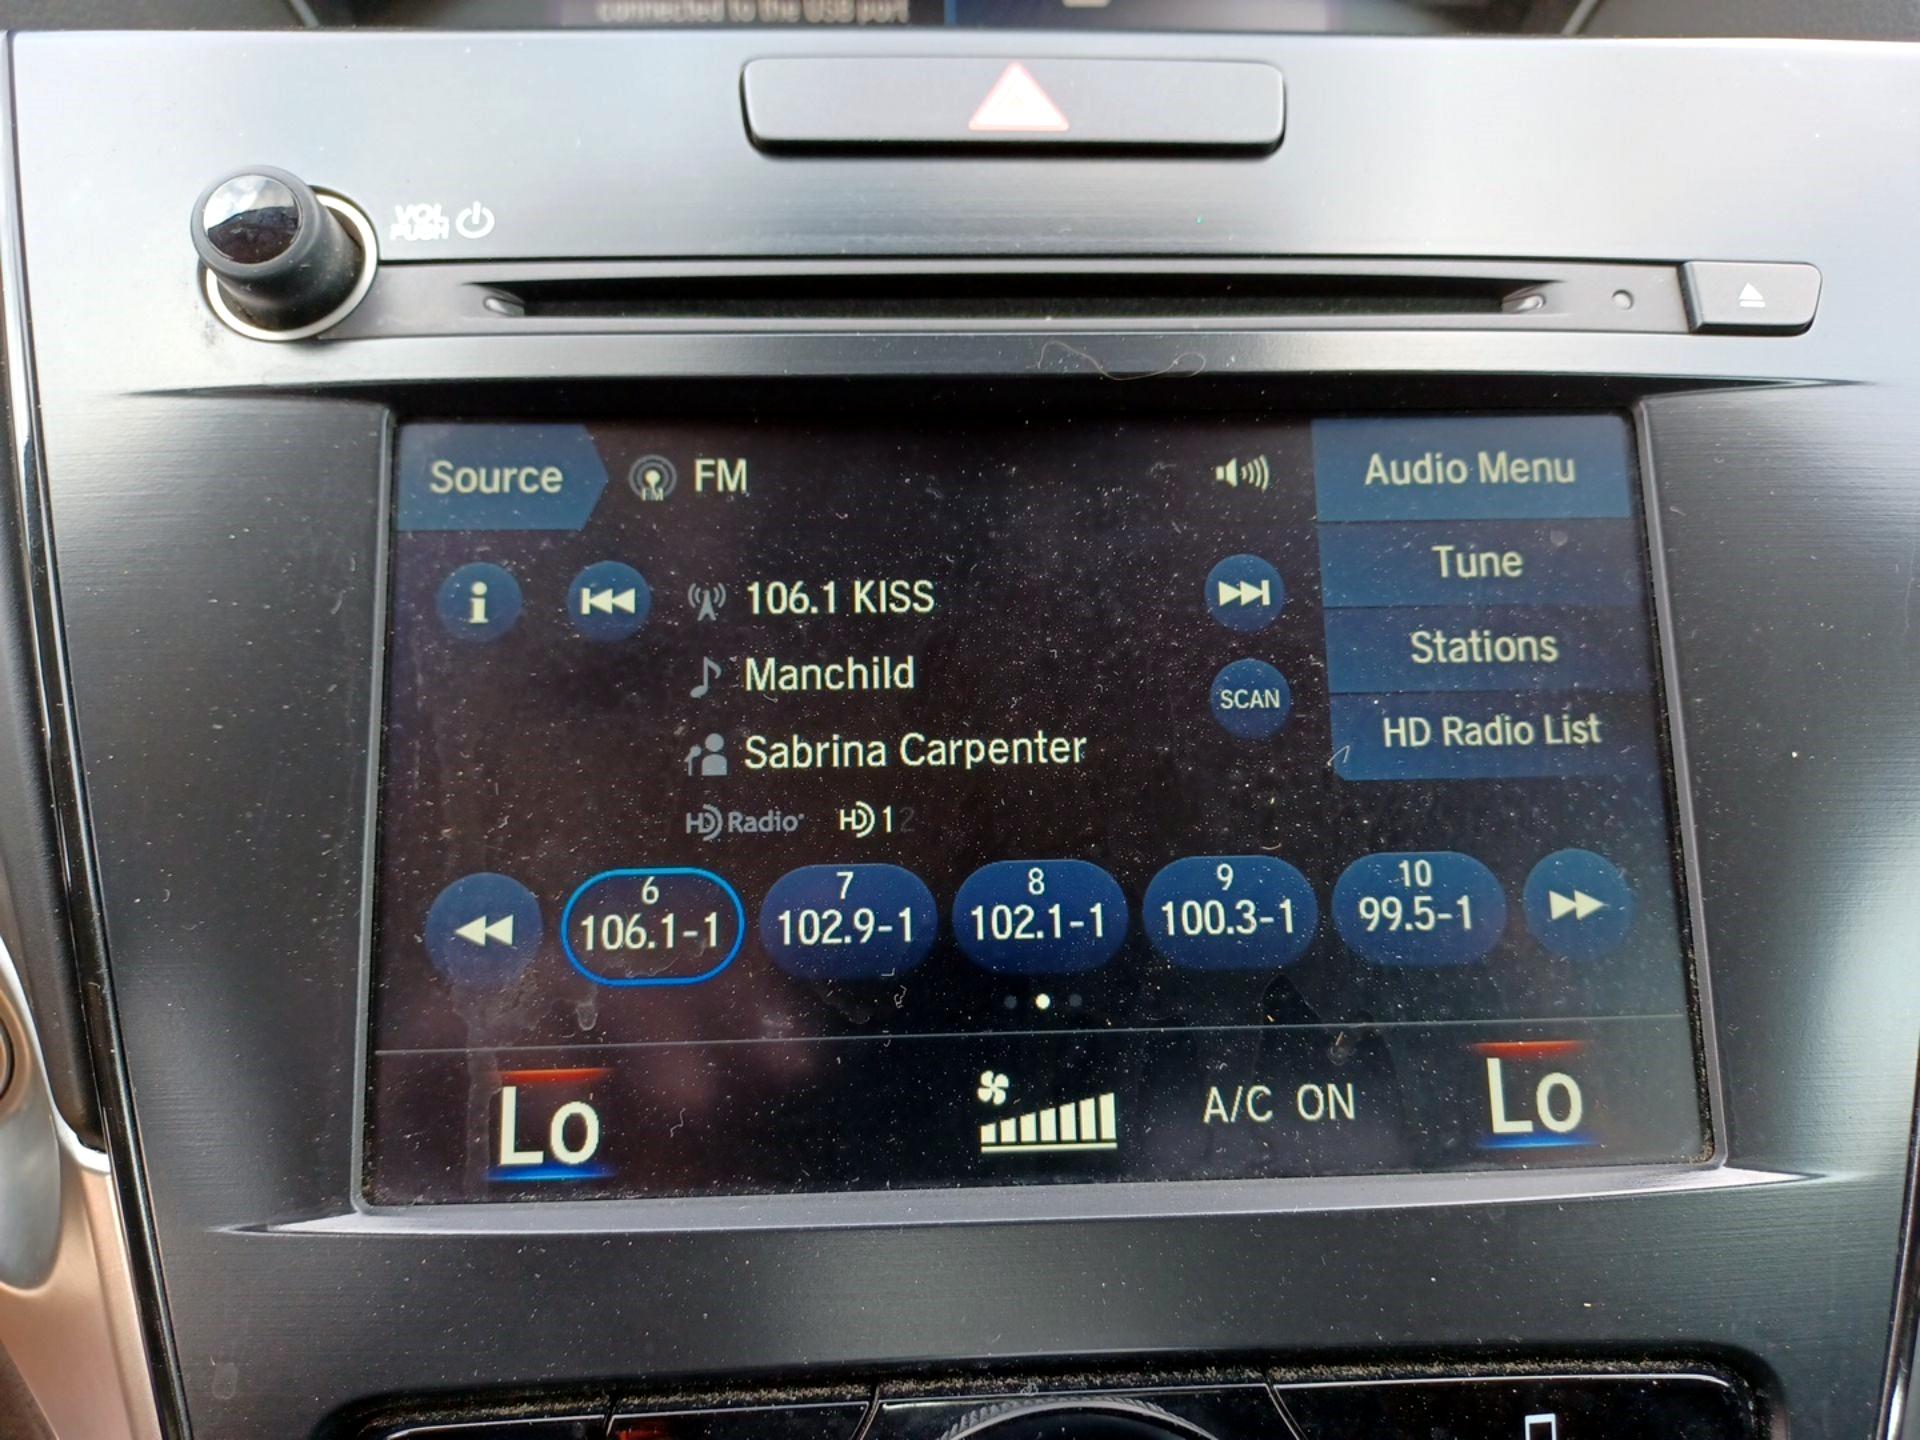 connected to the USB port
VOL
PUSH
Source
FM
FM
Audio Menu
i
106.1 KISS
Tune
Manchild
SCAN
Stations
Sabrina Carpenter
HD Radio List
HD Radio HD 1 2
6 7 8 9 10
106.1-1 102.9-1 102.1-1 100.3-1 99.5-1
Lo A/C ON Lo